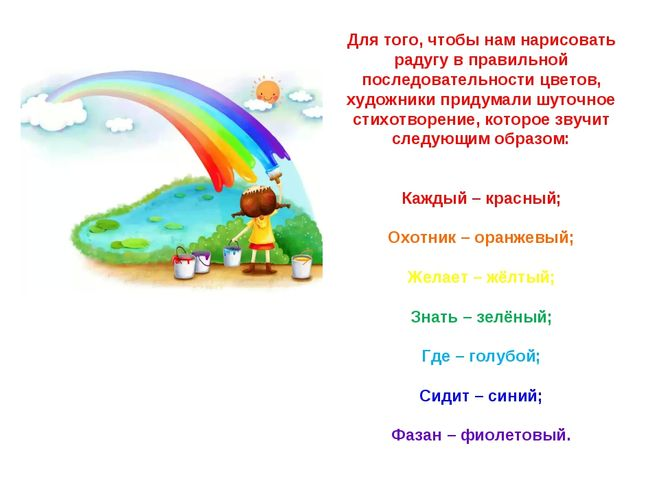 Для того, чтобы нам нарисовать
радугу в правильной
последовательности цветов,
художники придумали шуточное
стихотворение, которое звучит
следующим образом:
Каждый – красный;
Охотник – оранжевый;
Желает – жёлтый;
Знать – зелёный;
Где – голубой;
Сидит – синий;
Фазан – фиолетовый.